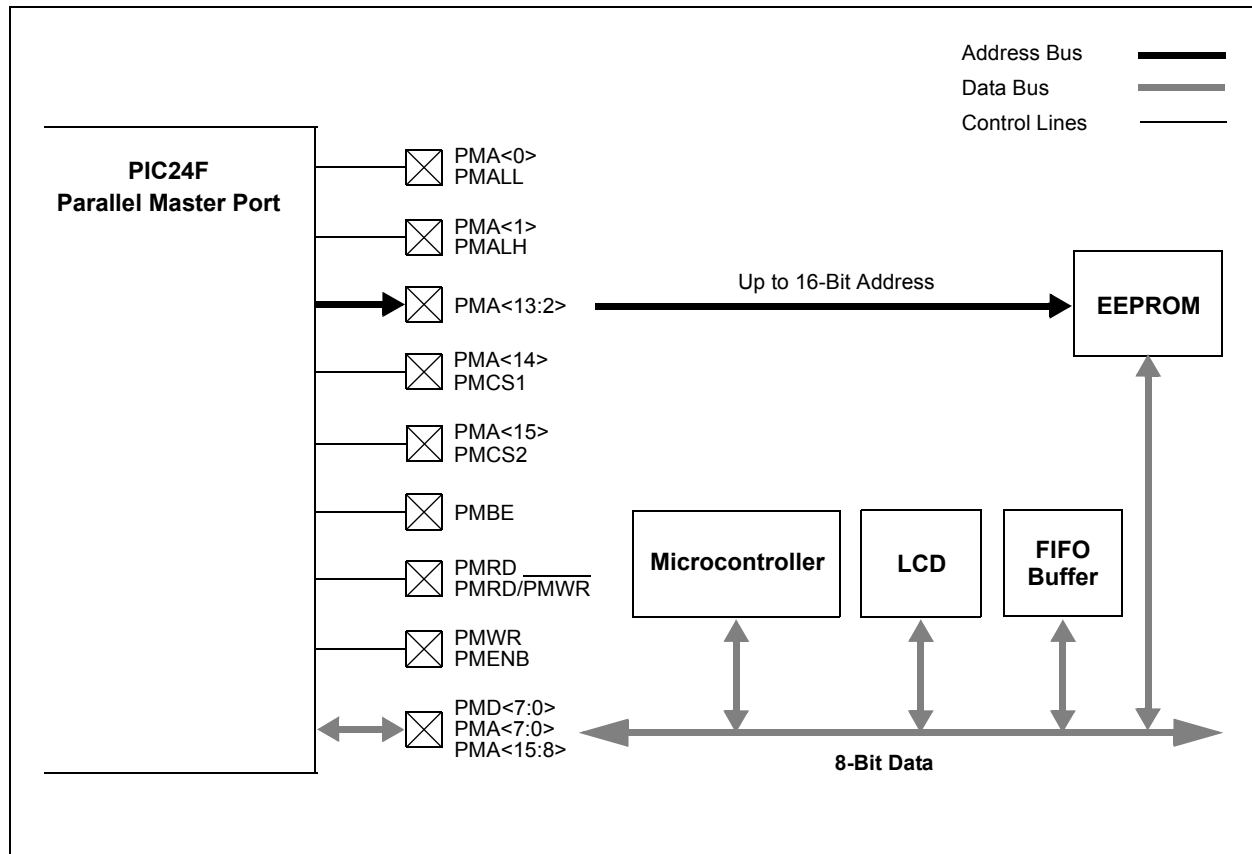 Address Bus
Data Bus
Control Lines
PIC24F
Parallel Master Port
PMA<0>
PMALL
PMA<1>
PMALH
PMA<13:2>
Up to 16-Bit Address
EEPROM
PMA<14>
PMCS1
PMA<15>
PMCS2
PMBE
Microcontroller
LCD
FIFO
Buffer
PMRD
PMRD/PMWR
PMWR
PMENB
PMD<7:0>
PMA<7:0>
PMA<15:8>
8-Bit Data